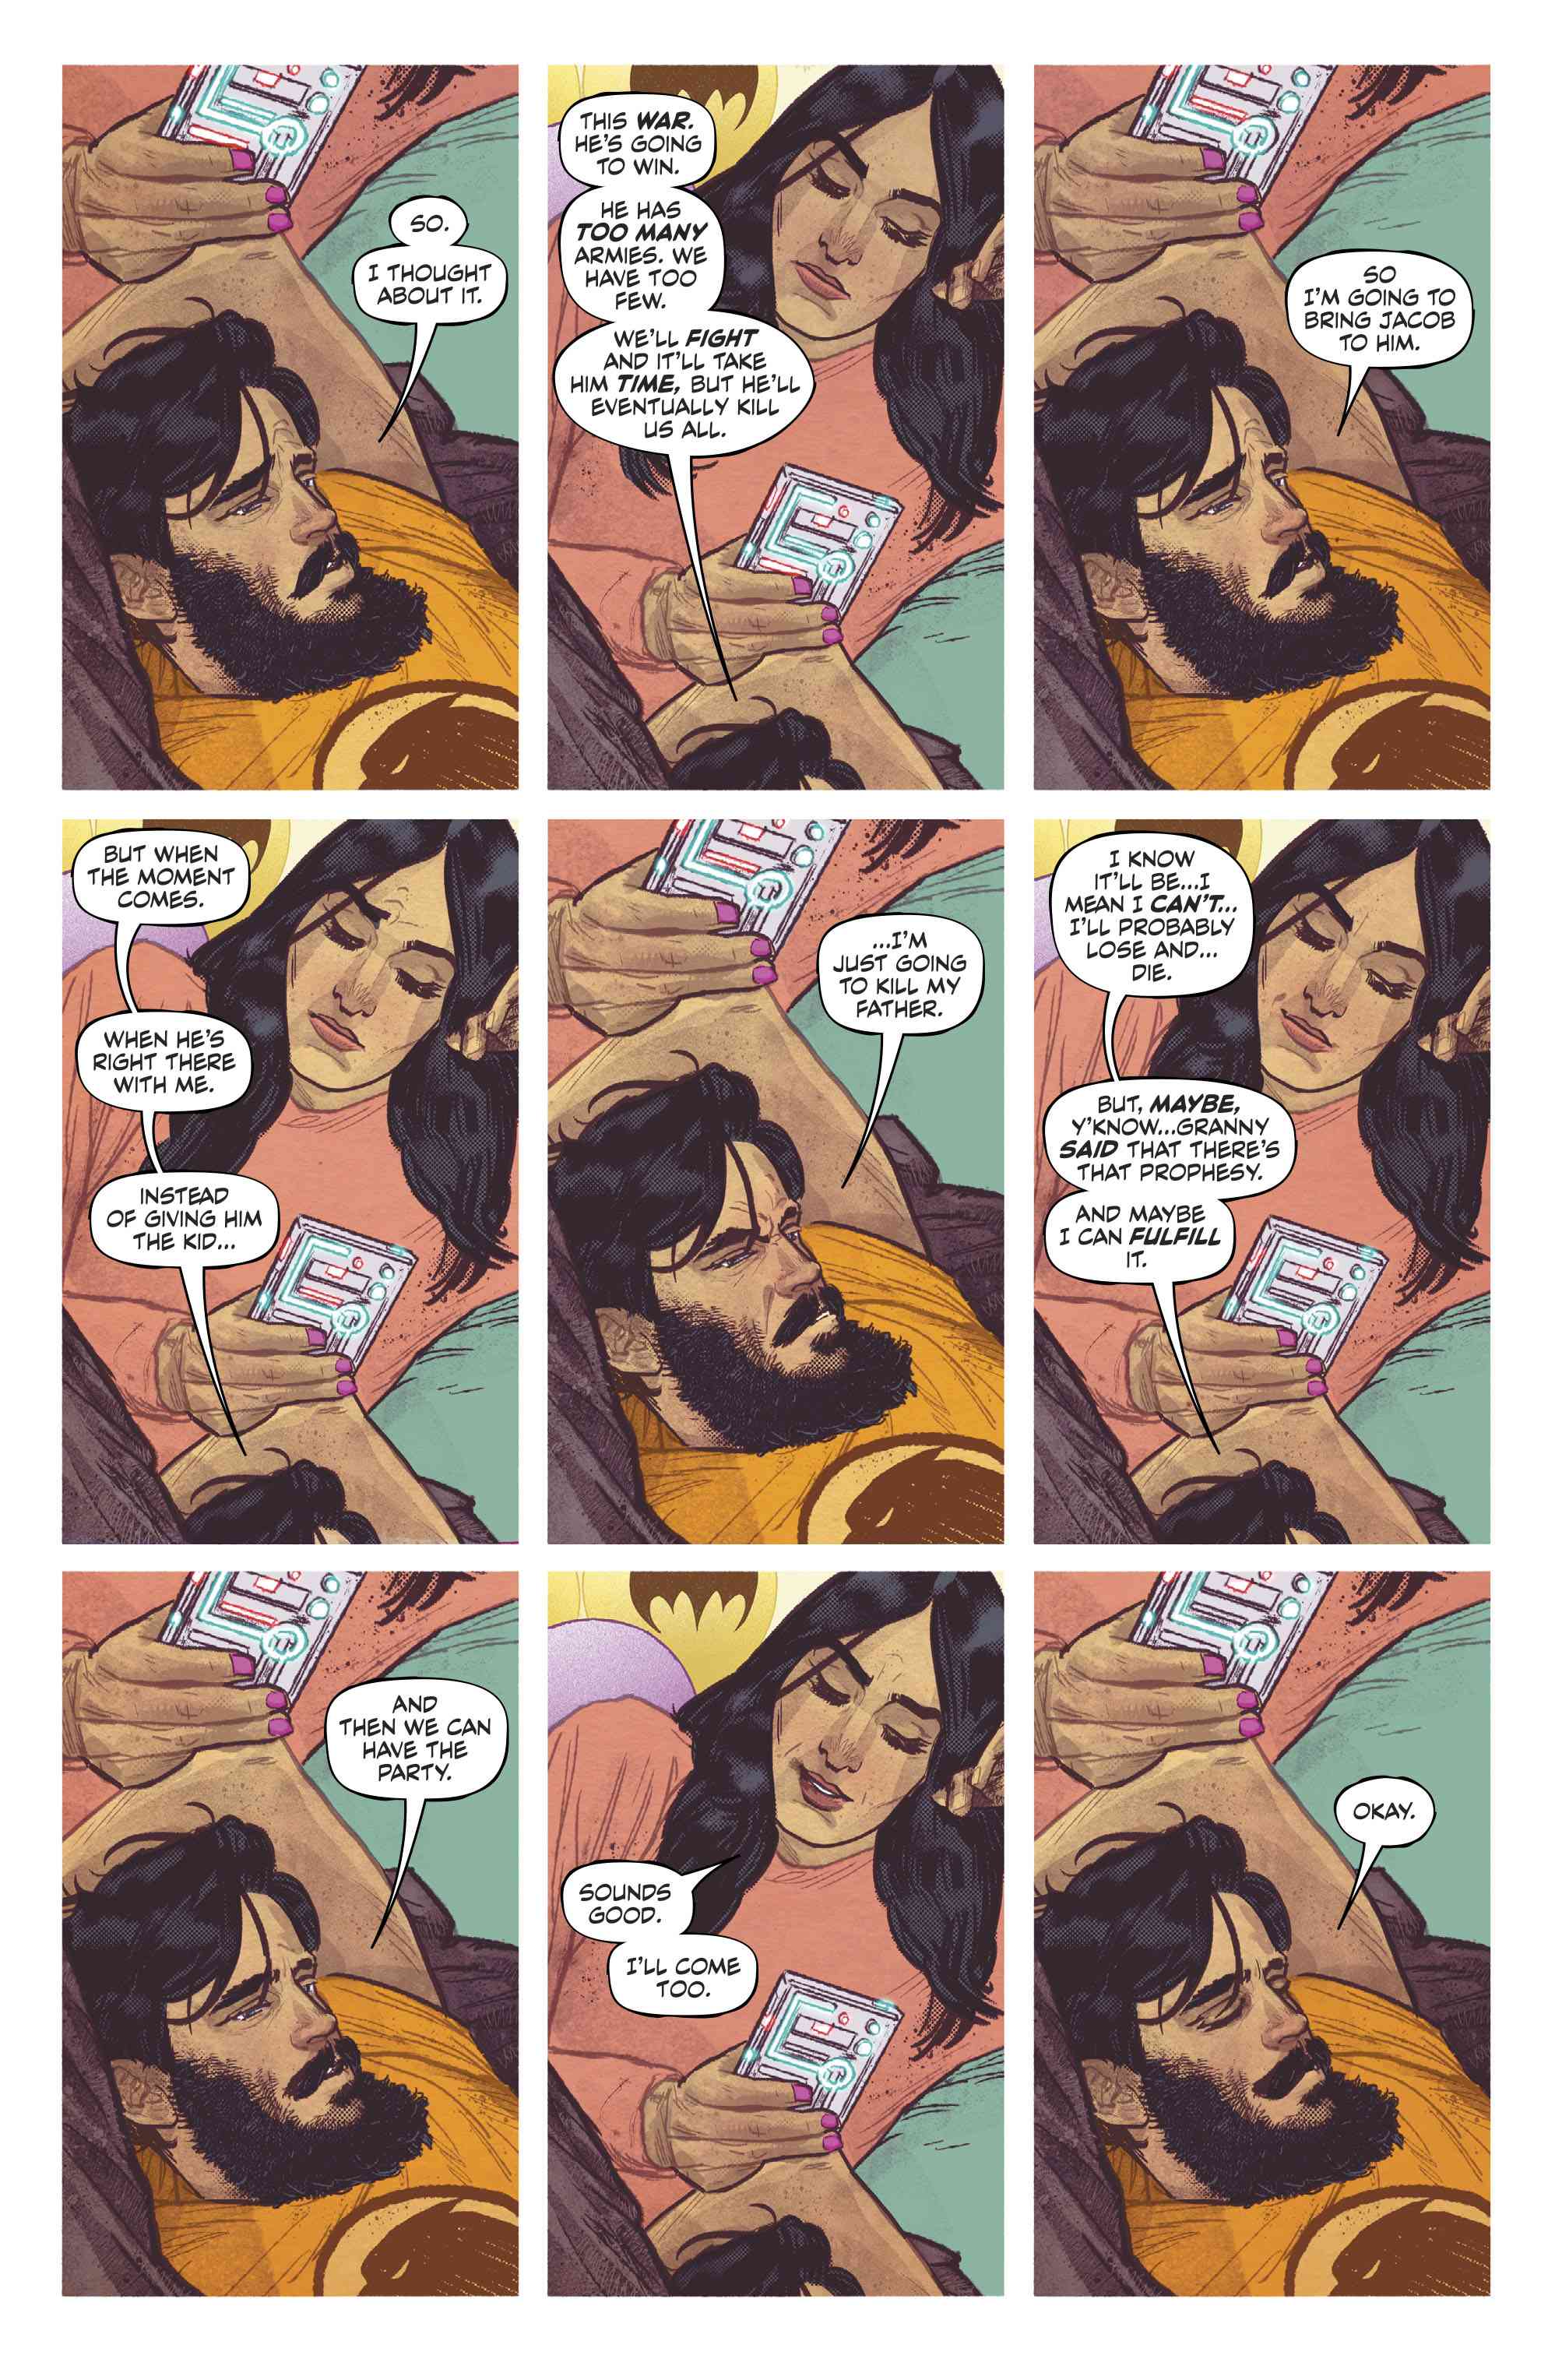 SO.
I THOUGHT
ABOUT IT.
THIS WAR.
HE'S GOING
TO WIN.
HE HAS
TOO MANY
ARMIES. WE
HAVE TOO
FEW.
WE'LL FIGHT
AND IT'LL TAKE
HIM TIME, BUT HE'LL
EVENTUALLY KILL
US ALL.
SO
I'M GOING TO
BRING JACOB
TO HIM.
BUT WHEN
THE MOMENT
COMES.
WHEN HE'S
RIGHT THERE
WITH ME.
INSTEAD
OF GIVING HIM
THE KID...
...I'M
JUST GOING
TO KILL MY
FATHER.
I KNOW
IT'LL BE...I
MEAN I CAN'T...
I'LL PROBABLY
LOSE AND...
DIE.
BUT, MAYBE,
Y'KNOW...GRANNY
SAID THAT THERE'S
THAT PROPHESY.
AND MAYBE
I CAN FULFILL
IT.
AND
THEN WE CAN
HAVE THE
PARTY.
SOUNDS
GOOD.
I'LL COME
TOO.
OKAY.